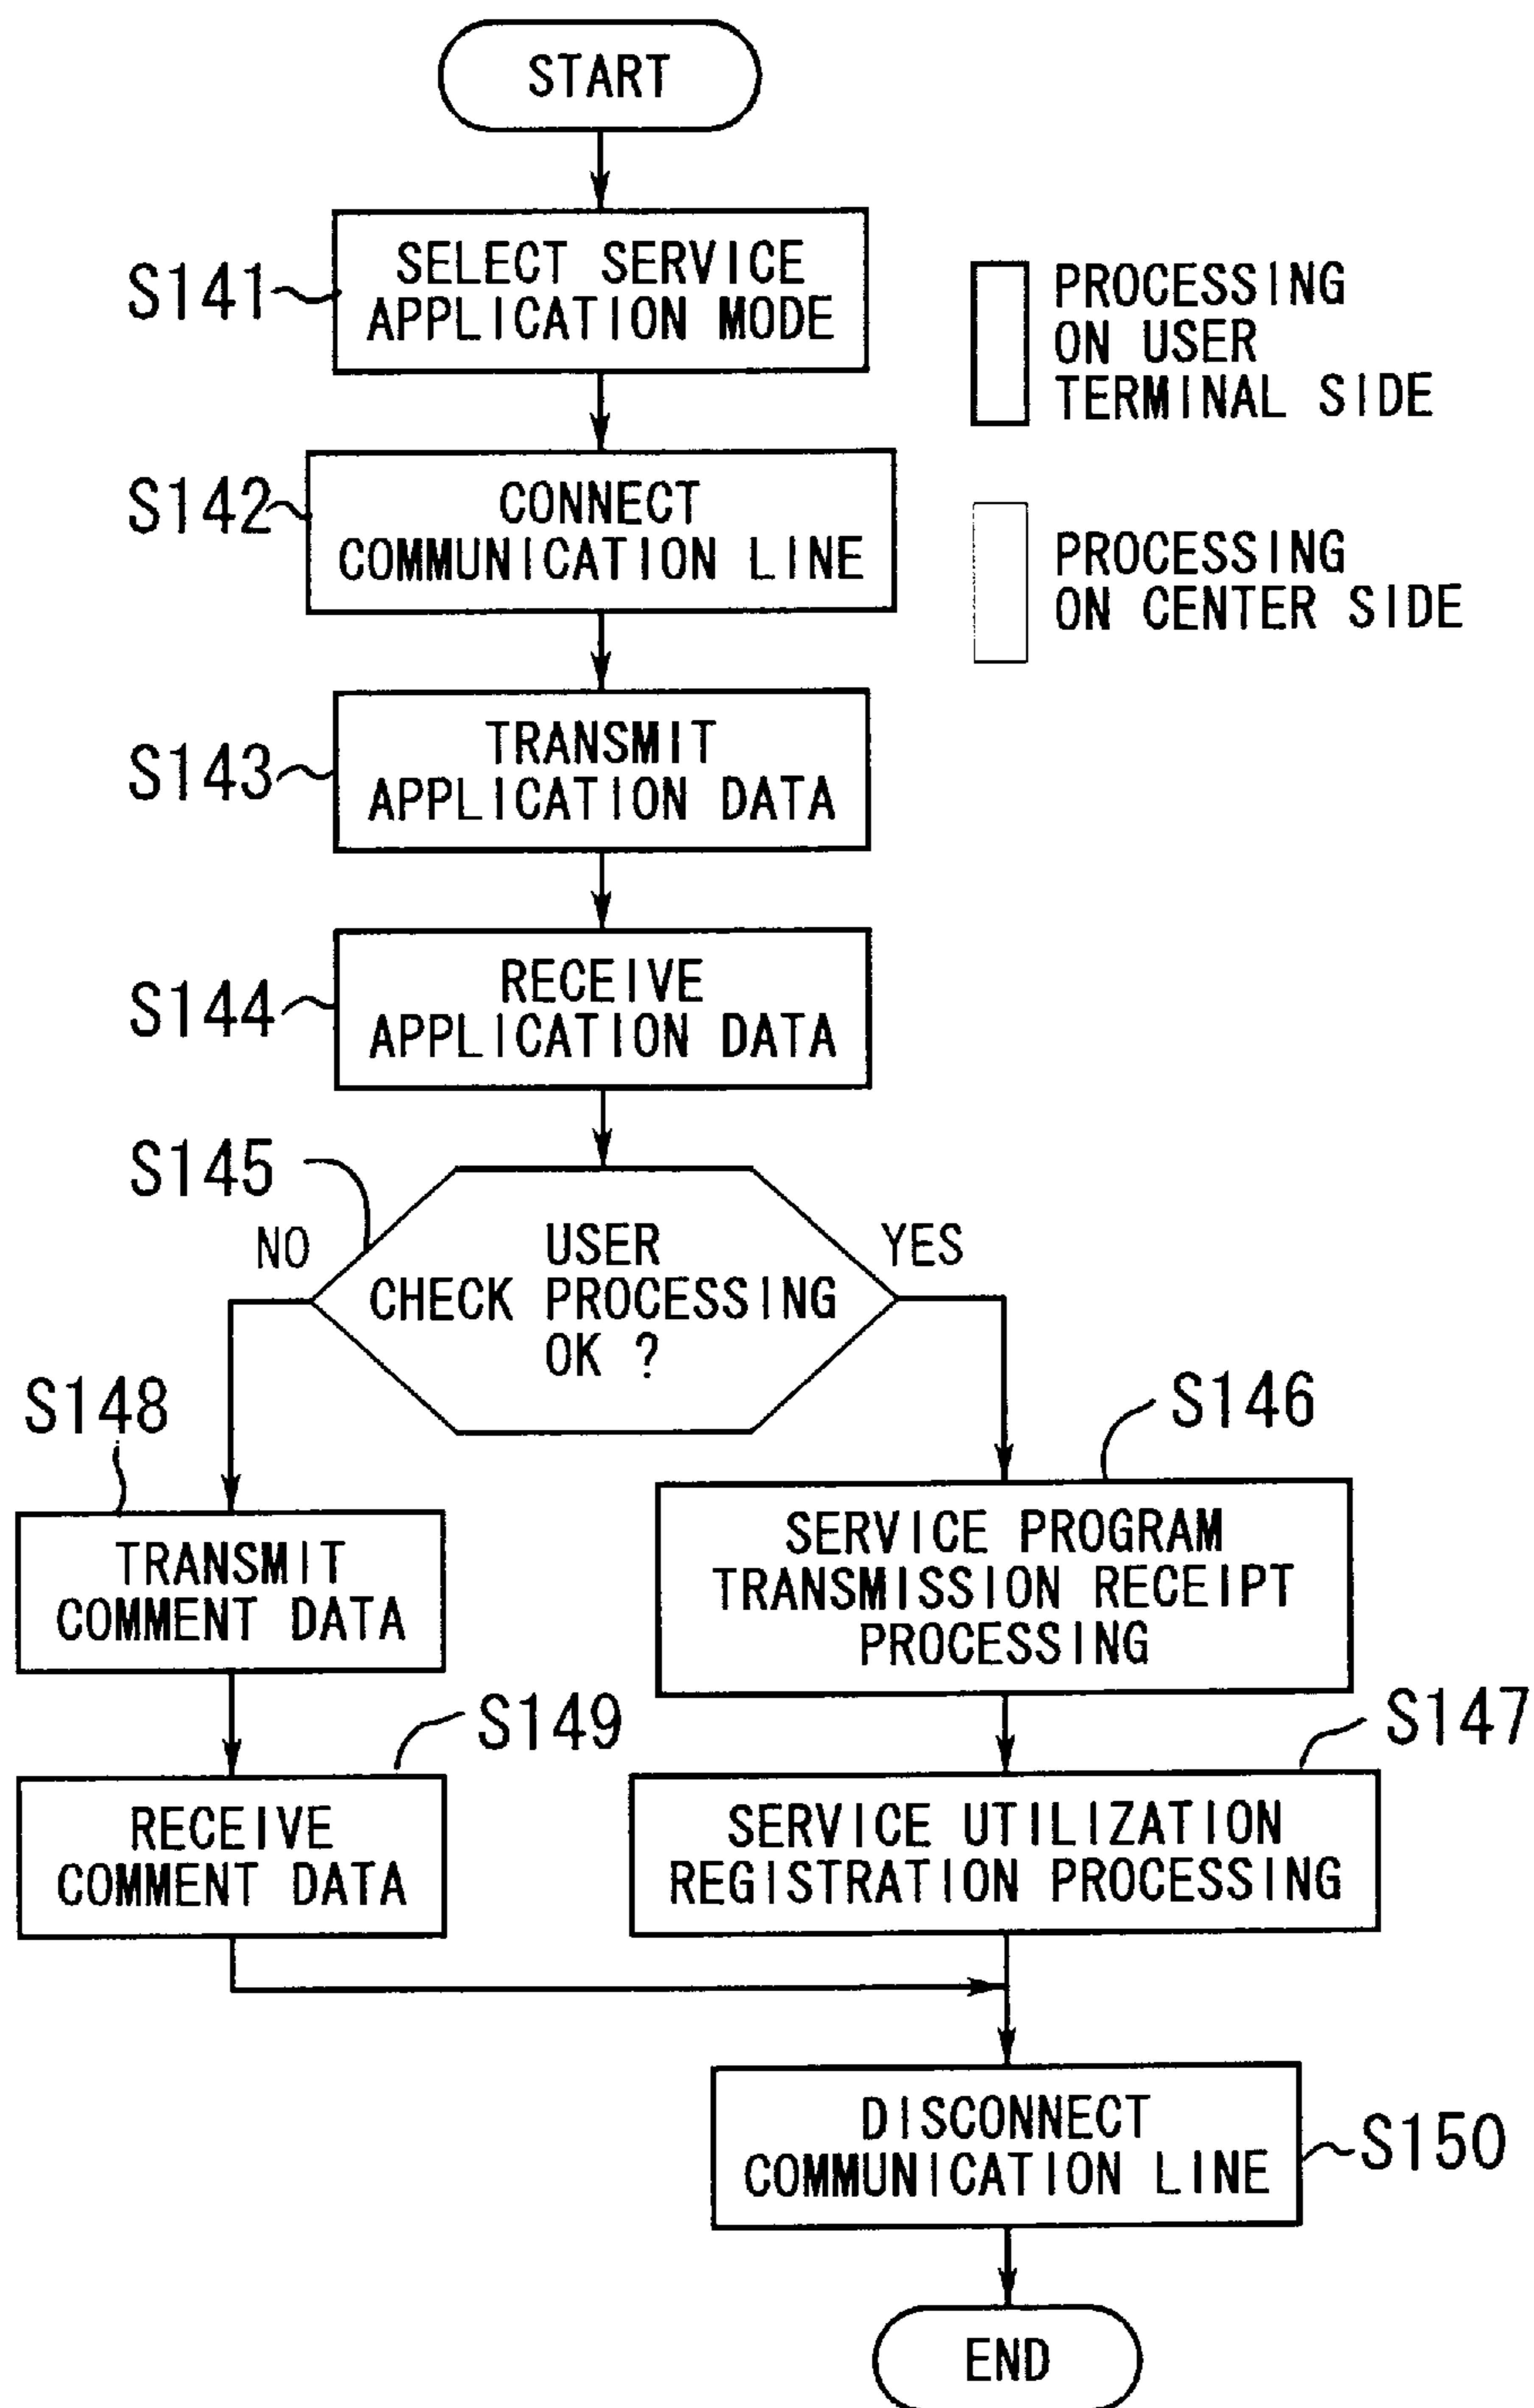 START
S141
SELECT SERVICE
APPLICATION MODE
PROCESSING
ON USER
TERMINAL SIDE
S142
CONNECT
COMMUNICATION LINE
PROCESSING
ON CENTER SIDE
S143
TRANSMIT
APPLICATION DATA
S144
RECEIVE
APPLICATION DATA
S145
NO
USER
CHECK PROCESSING
OK ?
YES
S148
TRANSMIT
COMMENT DATA
S146
SERVICE PROGRAM
TRANSMISSION RECEIPT
PROCESSING
S149
RECEIVE
COMMENT DATA
S147
SERVICE UTILIZATION
REGISTRATION PROCESSING
DISCONNECT
COMMUNICATION LINE
S150
END